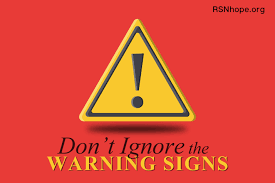 RSNhope.org
!
Don't Ignore the
WARNING SIGNS